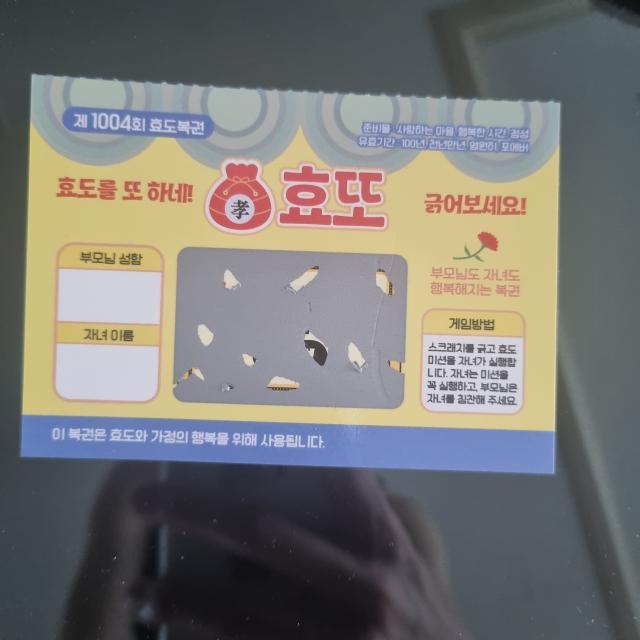 제 1004회 효도복권
준비물 사랑하는 마음 행복한 시간 정성
유효기간 100년 천년만년 영원히 포에버
효도를 또 하네!
孝
효또
긁어보세요!
부모님 성함
자녀 이름
부모님도 자녀도
행복해지는 복권
게임방법
스크래치를 긁고 효도
미션을 자녀가 실행합
니다. 자녀는 미션을
꼭 실행하고, 부모님은
자녀를 칭찬해 주세요
이 복권은 효도와 가정의 행복을 위해 사용됩니다.